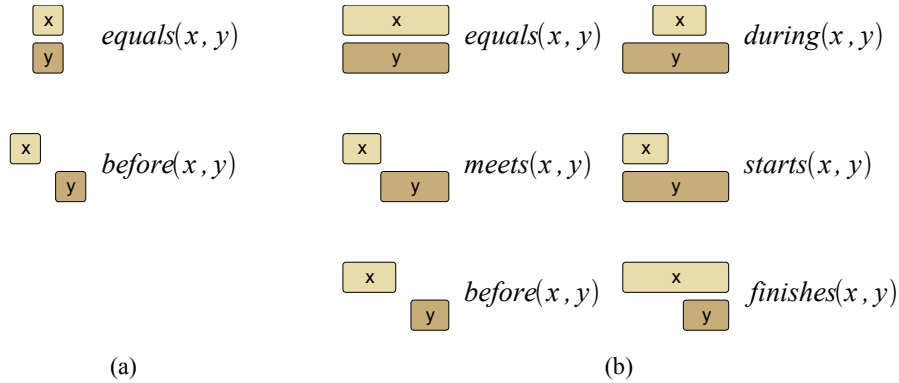 x
y
equals(x, y)
x
y
before(x, y)
(a)
x
y
equals(x, y)
x
y
during(x, y)
x
y
meets(x, y)
x
y
starts(x, y)
x
y
before(x, y)
x
y
finishes(x, y)
(b)